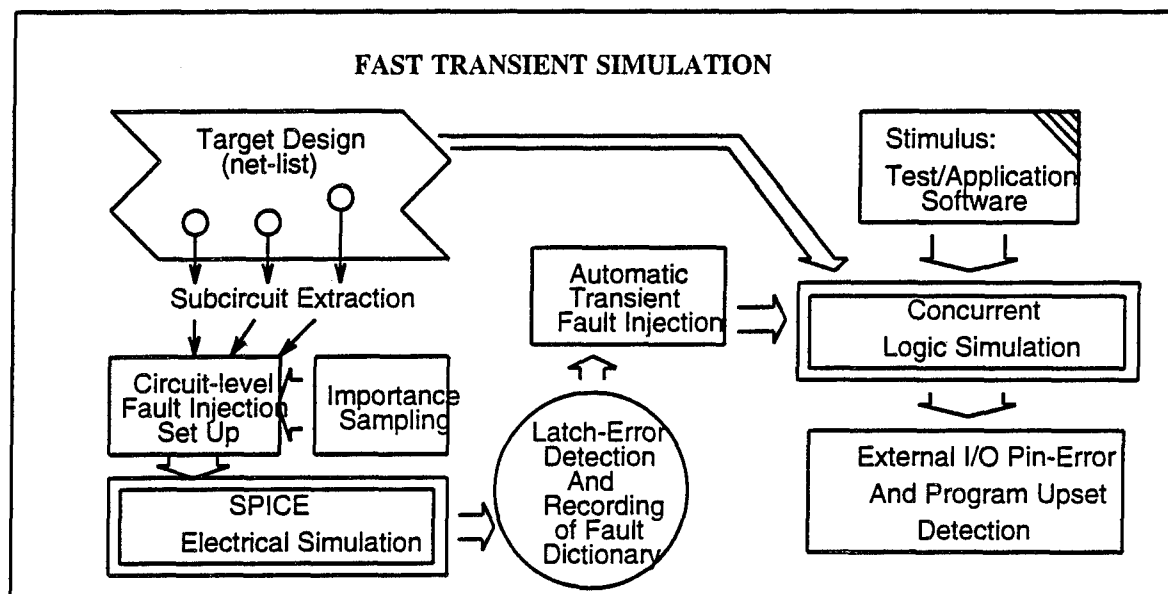 FAST TRANSIENT SIMULATION
Target Design
(net-list)
Subcircuit Extraction
Circuit-level
Fault Injection
Set Up
Importance
Sampling
SPICE
Electrical Simulation
Latch-Error
Detection
And
Recording
of Fault
Dictionary
Automatic
Transient
Fault Injection
Stimulus:
Test/Application
Software
Concurrent
Logic Simulation
External I/O Pin-Error
And Program Upset
Detection